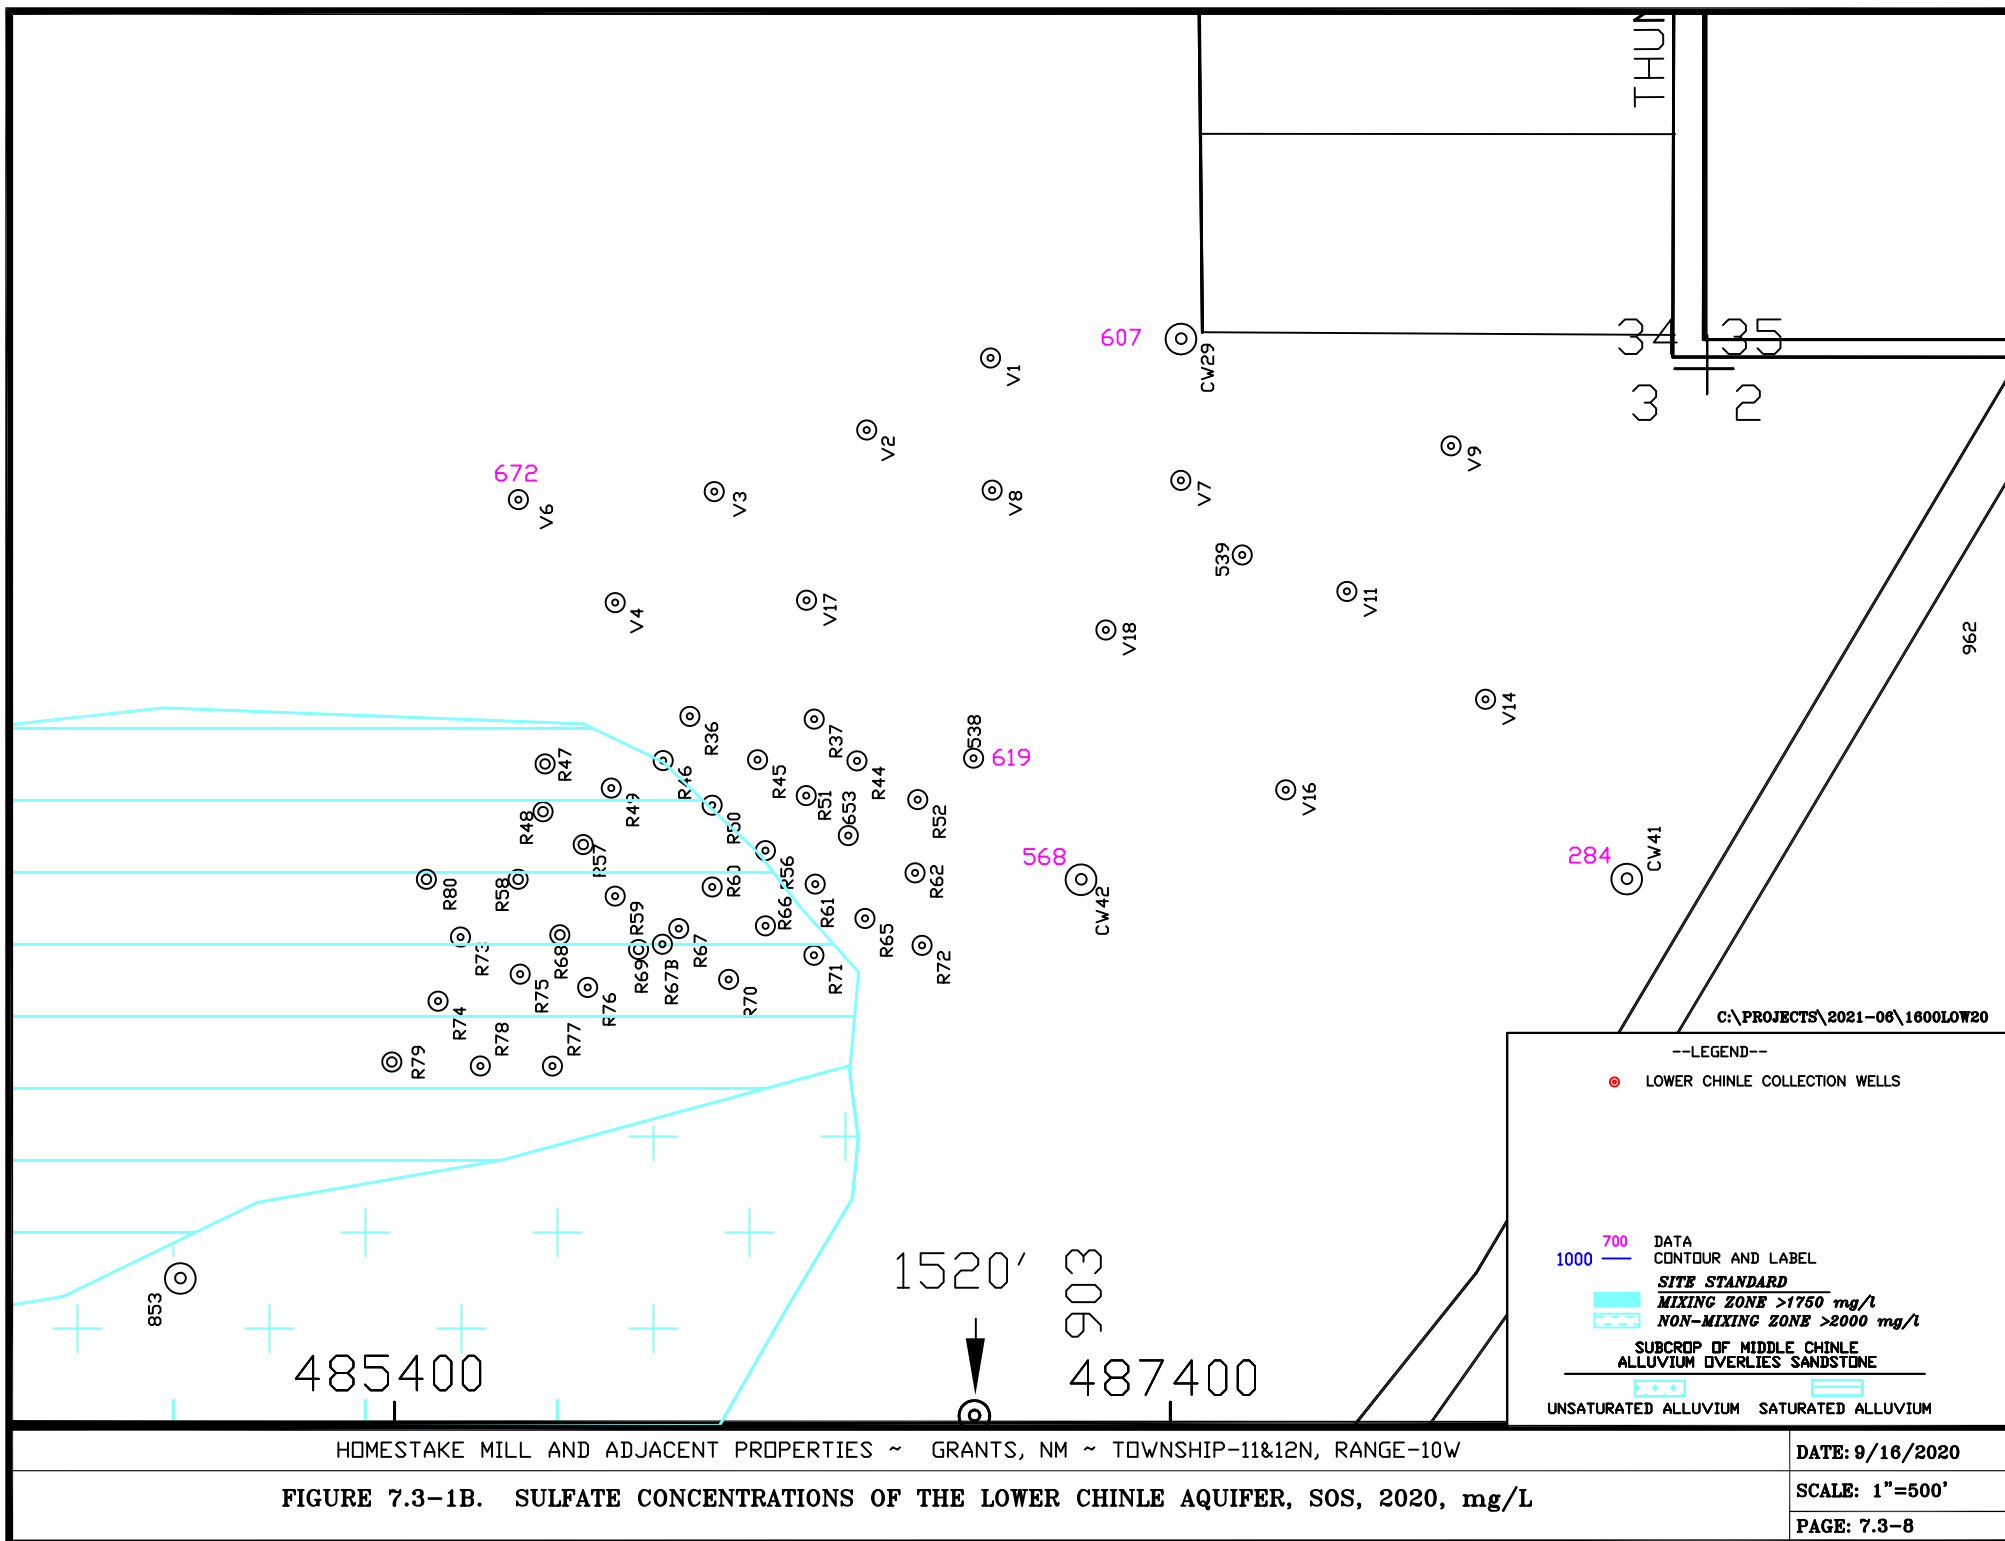 THUN
34 35
3 2
607
CW29
V1
V2
V9
672
V6
V3
V8
V7
539
V11
V4
V17
V18
962
V14
R36
R37
538
619
R47
R46
R45
R44
R49
R51
653
R52
V16
R48
R50
R57
R56
568
CW42
284
CW41
R80
R58
R60
R61
R62
R59
R66
R65
R73
R68
R69
R67B
R67
R71
R72
R75
R76
R70
R74
R78
R77
R79
C:\PROJECTS\2021-06\1600LOW20
--LEGEND--
LOWER CHINLE COLLECTION WELLS
700 DATA
1000 CONTOUR AND LABEL
SITE STANDARD
MIXING ZONE >1750 mg/l
NON-MIXING ZONE >2000 mg/l
SUBCROP OF MIDDLE CHINLE
ALLUVIUM OVERLIES SANDSTONE
UNSATURATED ALLUVIUM SATURATED ALLUVIUM
853
1520'
903
485400
487400
HOMESTAKE MILL AND ADJACENT PROPERTIES ~ GRANTS, NM ~ TOWNSHIP-11&12N, RANGE-10W
DATE: 9/16/2020
FIGURE 7.3-1B. SULFATE CONCENTRATIONS OF THE LOWER CHINLE AQUIFER, SOS, 2020, mg/L
SCALE: 1"=500'
PAGE: 7.3-8